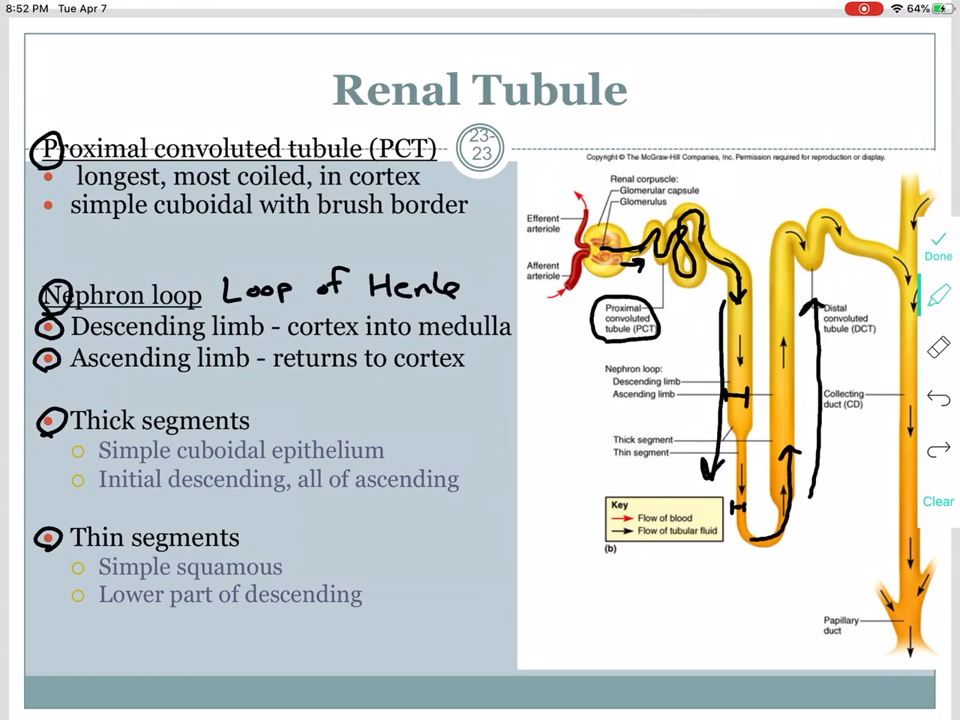 8:52 PM Tue Apr 7
64%
Renal Tubule
23-
23
Proximal convoluted tubule (PCT)
longest, most coiled, in cortex
simple cuboidal with brush border
Nephron loop Loop of Henle
Descending limb - cortex into medulla
Ascending limb - returns to cortex
Thick segments
Simple cuboidal epithelium
Initial descending, all of ascending
Thin segments
Simple squamous
Lower part of descending
Copyright © The McGraw-Hill Companies, Inc. Permission required for reproduction or display.
Renal corpuscle:
Glomerular capsule
Glomerulus
Efferent
arteriole
Afferent
arteriole
Proximal
convoluted
tubule (PCT)
Distal
convoluted
tubule (DCT)
Nephron loop:
Descending limb
Ascending limb
Collecting
duct (CD)
Thick segment
Thin segment
Key
Flow of blood
Flow of tubular fluid
(b)
Papillary
duct
Done
Clear